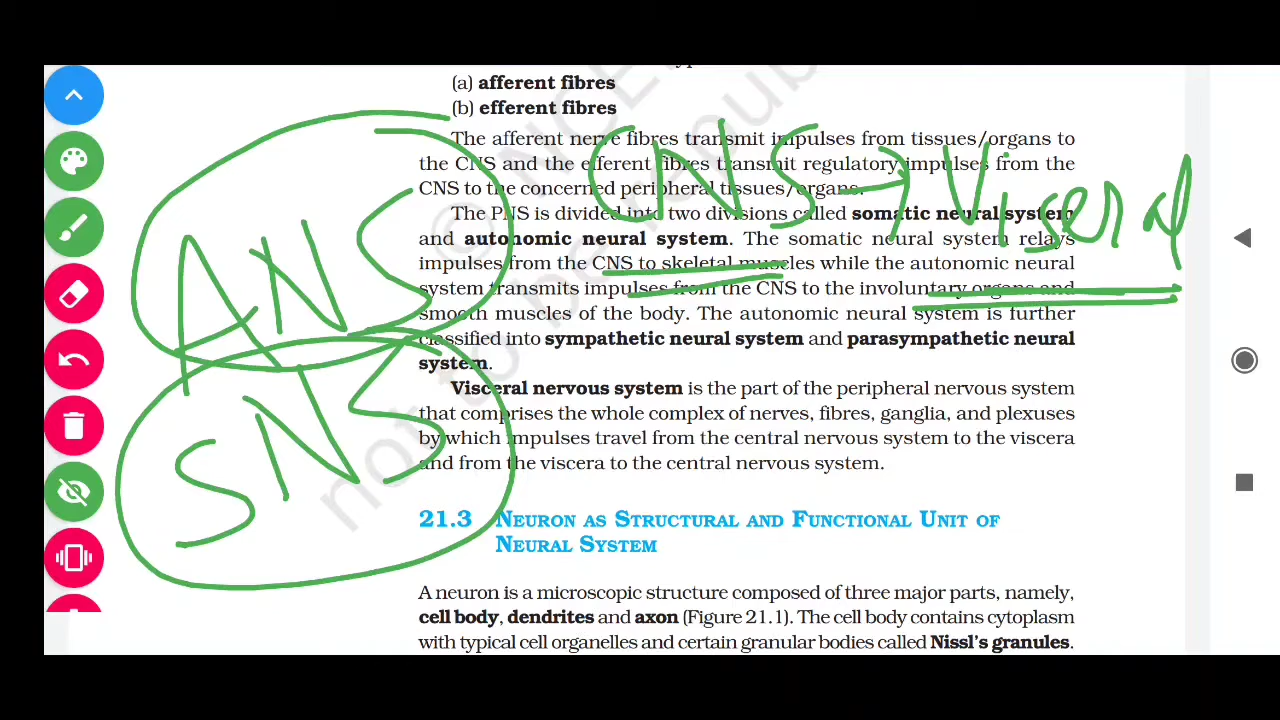 (a) afferent fibres
(b) efferent fibres
The afferent nerve fibres transmit impulses from tissues/organs to
the CNS and the efferent fibres transmit regulatory impulses from the
CNS to the concerned peripheral tissues/organs.
The PNS is divided into two divisions called somatic neural system
and autonomic neural system. The somatic neural system relays
impulses from the CNS to skeletal muscles while the autonomic neural
system transmits impulses from the CNS to the involuntary organs and
smooth muscles of the body. The autonomic neural system is further
classified into sympathetic neural system and parasympathetic neural
system.
Visceral nervous system is the part of the peripheral nervous system
that comprises the whole complex of nerves, fibres, ganglia, and plexuses
by which impulses travel from the central nervous system to the viscera
and from the viscera to the central nervous system.
21.3 NEURON AS STRUCTURAL AND FUNCTIONAL UNIT OF
NEURAL SYSTEM
A neuron is a microscopic structure composed of three major parts, namely,
cell body, dendrites and axon (Figure 21.1). The cell body contains cytoplasm
with typical cell organelles and certain granular bodies called Nissl's granules.
CNS → Viseral
ANS
SNS
not to be repub